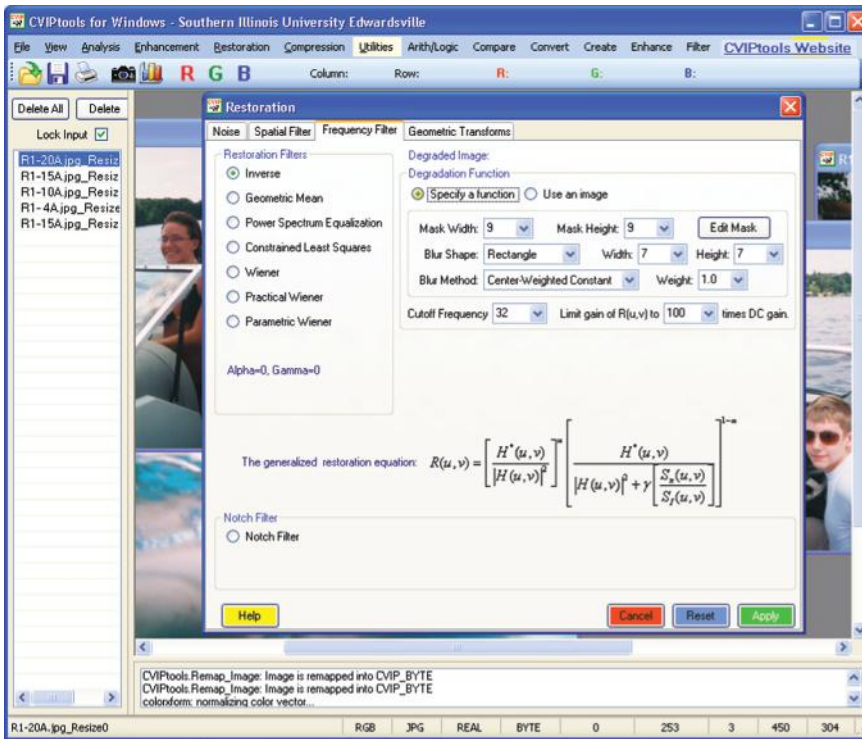 CVIPtools for Windows - Southern Illinois University Edwardsville
File View Analysis Enhancement Restoration Compression Utilities Arith/Logic Compare Convert Create Enhance Filter CVIPtools Website
R G B Column: Row: R: G: B:
Delete All Delete
Lock Input
R1-20A.jpg_Resiz
R1-15A.jpg_Resiz
R1-10A.jpg_Resiz
R1- 4A.jpg_Resize
R1-15A.jpg_Resiz
Restoration
Noise Spatial Filter Frequency Filter Geometric Transforms
Restoration Filters
Inverse
Geometric Mean
Power Spectrum Equalization
Constrained Least Squares
Wiener
Practical Wiener
Parametric Wiener
Alpha=0, Gamma=0
Degraded Image:
Degradation Function
Specify a function Use an image
Mask Width: 9 Mask Height: 9 Edit Mask
Blur Shape: Rectangle Width: 7 Height: 7
Blur Method: Center-Weighted Constant Weight: 1.0
Cutoff Frequency 32 Limit gain of R(u,v) to 100 times DC gain.
The generalized restoration equation: R(u,v) = [H*(u,v) / |H(u,v)|²]^α [H*(u,v) / |H(u,v)|² + γ [Sₙ(u,v) / S_f(u,v)]]^1-α
Notch Filter
Notch Filter
Help Cancel Reset Apply
CVIPtools.Remap_Image: Image is remapped into CVIP_BYTE
CVIPtools.Remap_Image: Image is remapped into CVIP_BYTE
colorxform: normalizing color vector...
R1-20A.jpg_Resize0 RGB JPG REAL BYTE 0 253 3 450 304